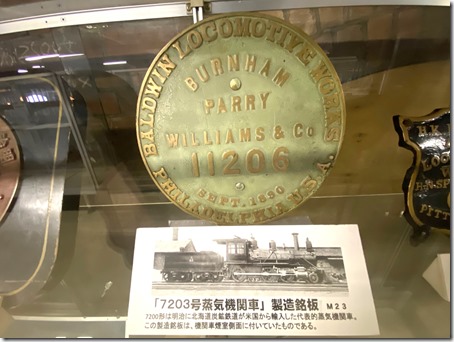 BALDWIN LOCOMOTIVE WORKS
BURNHAM
PARRY
WILLIAMS & Co
11206
SEPT. 1890
PHILADELPHIA U.S.A.
「7203号蒸気機関車」製造銘板 M23
7200形は明治に北海道炭鉱鉄道が米国から輸入した代表的蒸気機関車。
この製造銘板は、機関車煙室側面に付いていたものである。
H.K.
LOCO
PITTS